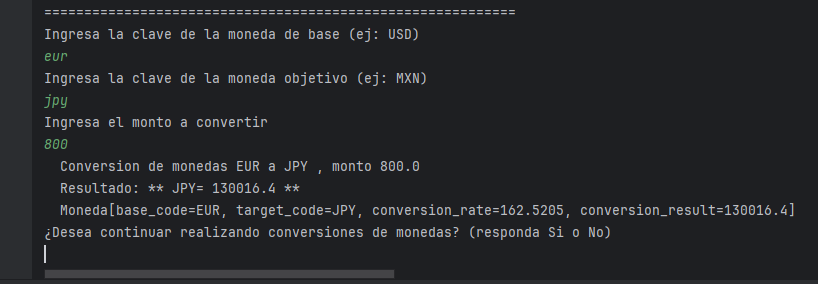 ===========================================================
Ingresa la clave de la moneda de base (ej: USD)
eur
Ingresa la clave de la moneda objetivo (ej: MXN)
jpy
Ingresa el monto a convertir
800
Conversion de monedas EUR a JPY , monto 800.0
Resultado: ** JPY= 130016.4 **
Moneda[base_code=EUR, target_code=JPY, conversion_rate=162.5205, conversion_result=130016.4]
¿Desea continuar realizando conversiones de monedas? (responda Si o No)